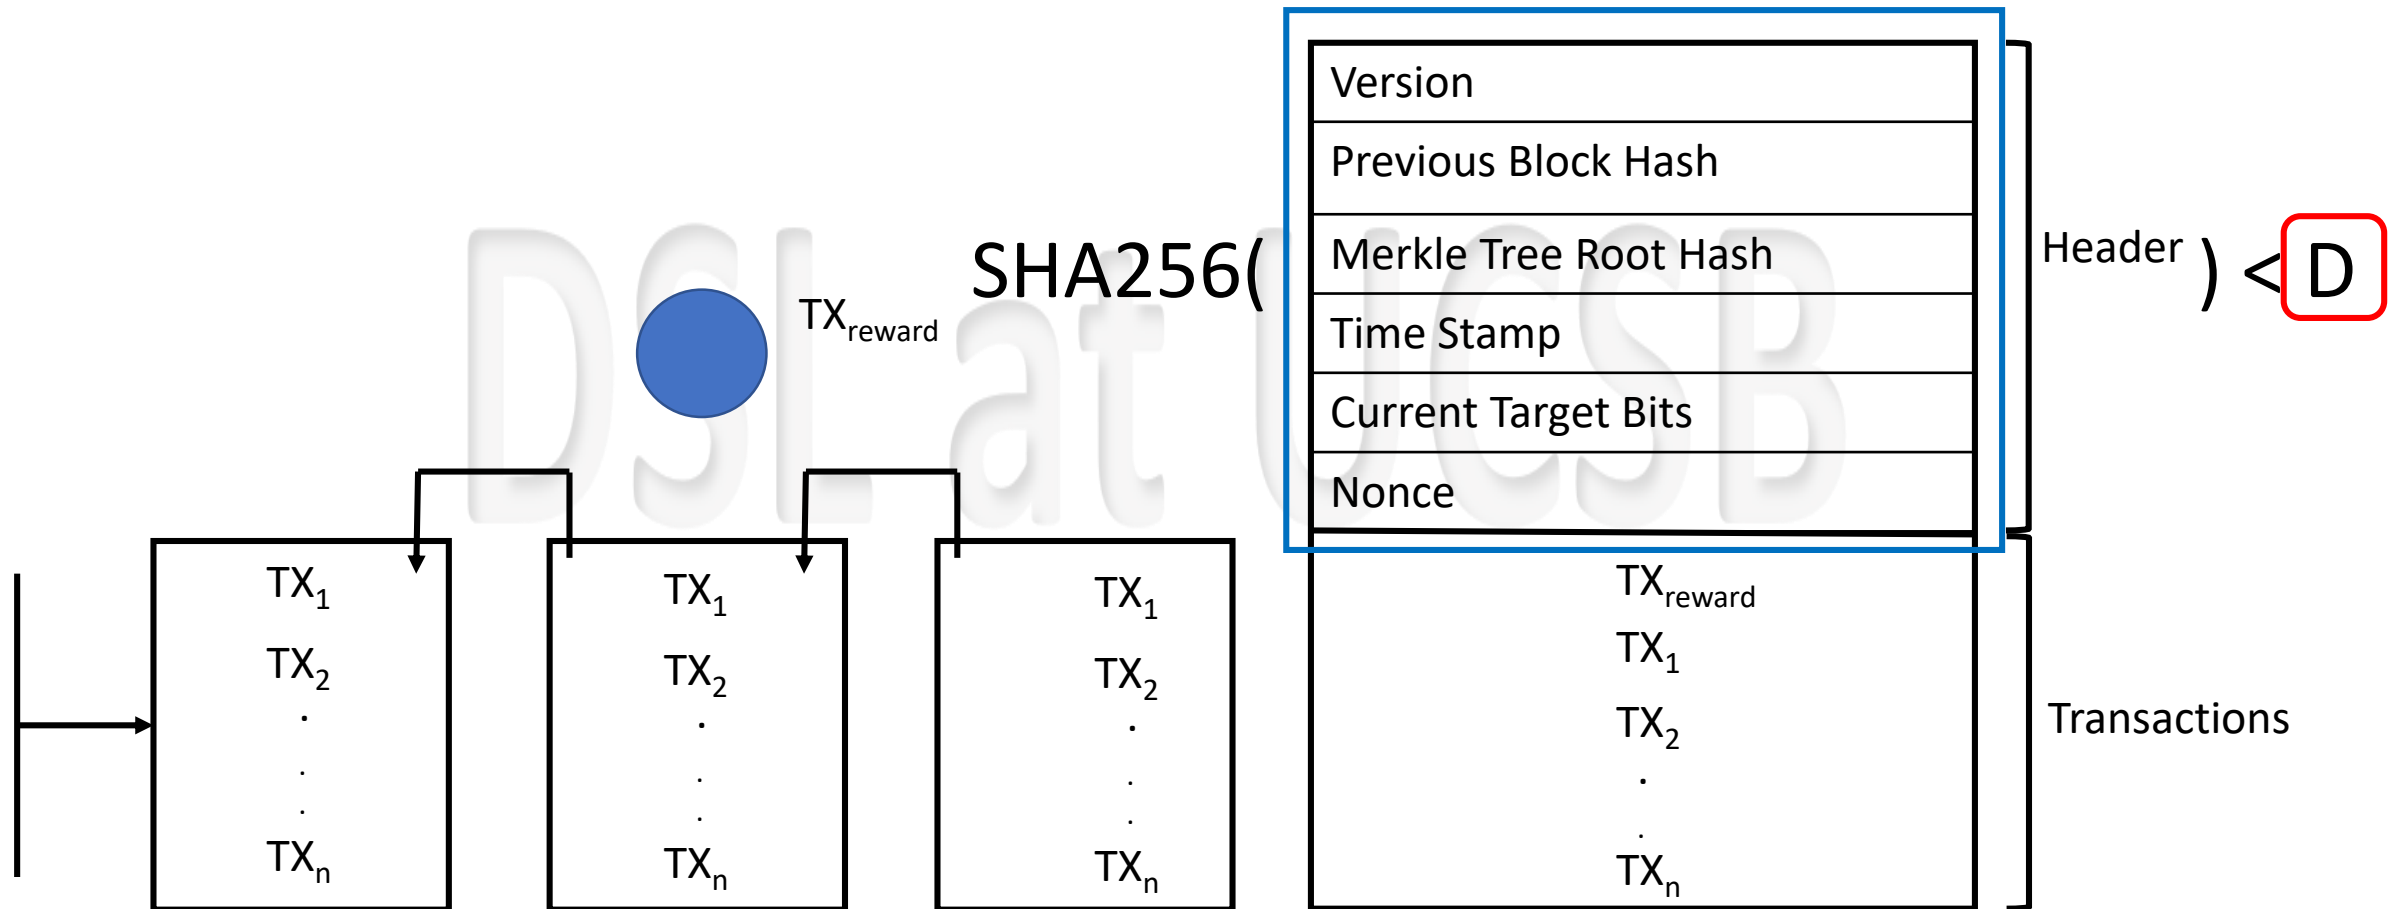 Version
Previous Block Hash
Merkle Tree Root Hash
Time Stamp
Current Target Bits
Nonce
SHA256(
Header
) <
D
TXreward
DSL at UCSB
TX1
TX2
.
.
.
TXn
TX1
TX2
.
.
.
TXn
TX1
TX2
.
.
.
TXn
TXreward
TX1
TX2
.
.
TXn
Transactions